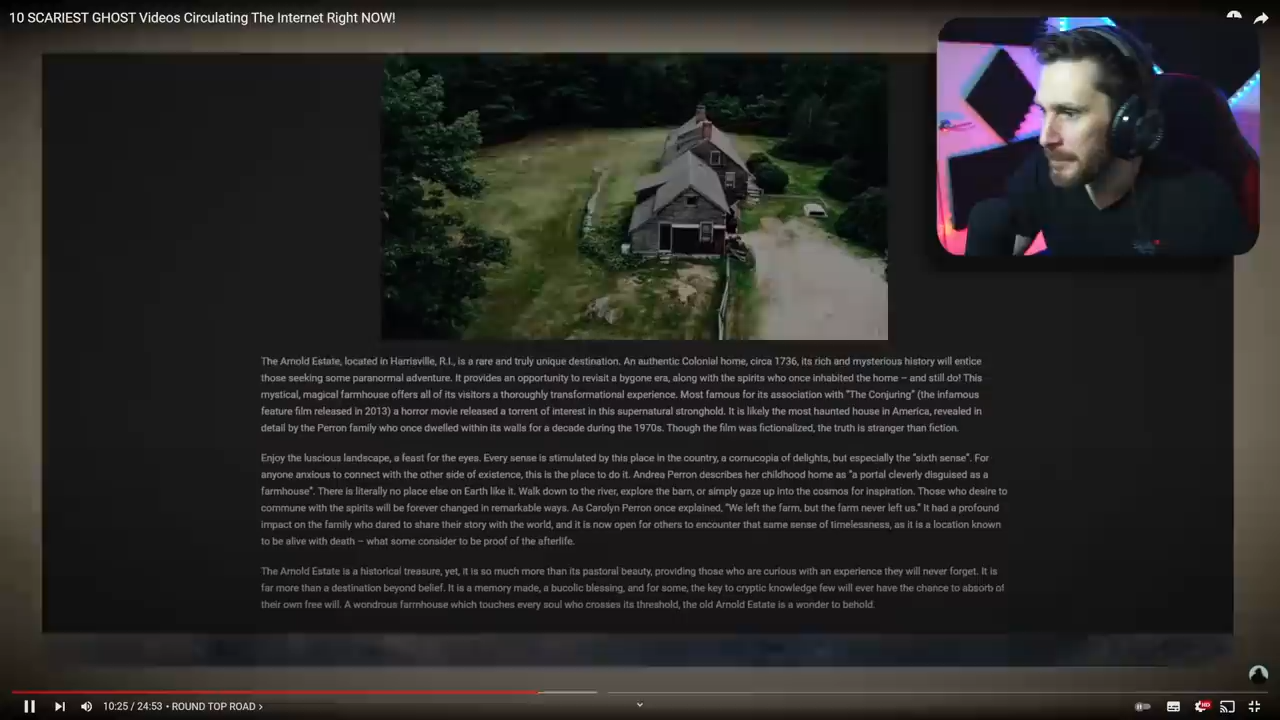 10 SCARIEST GHOST Videos Circulating The Internet Right NOW!
The Arnold Estate, located in Harrisville, R.I., is a rare and truly unique destination. An authentic Colonial home, circa 1736, its rich and mysterious history will entice
those seeking some paranormal adventure. It provides an opportunity to revisit a bygone era, along with the spirits who once inhabited the home – and still do! This
mystical, magical farmhouse offers all of its visitors a thoroughly transformational experience. Most famous for its association with "The Conjuring" (the infamous
feature film released in 2013) a horror movie released a torrent of interest in this supernatural stronghold. It is likely the most haunted house in America, revealed in
detail by the Perron family who once dwelled within its walls for a decade during the 1970s. Though the film was fictionalized, the truth is stranger than fiction.
Enjoy the luscious landscape, a feast for the eyes. Every sense is stimulated by this place in the country, a cornucopia of delights, but especially the "sixth sense". For
anyone anxious to connect with the other side of existence, this is the place to do it. Andrea Perron describes her childhood home as "a portal cleverly disguised as a
farmhouse". There is literally no place else on Earth like it. Walk down to the river, explore the barn, or simply gaze up into the cosmos for inspiration. Those who desire to
commune with the spirits will be forever changed in remarkable ways. As Carolyn Perron once explained, "We left the farm, but the farm never left us." It had a profound
impact on the family who dared to share their story with the world, and it is now open for others to encounter that same sense of timelessness, as it is a location known
to be alive with death – what some consider to be proof of the afterlife.
The Arnold Estate is a historical treasure, yet, it is so much more than its pastoral beauty, providing those who are curious with an experience they will never forget. It is
far more than a destination beyond belief. It is a memory made, a bucolic blessing, and for some, the key to cryptic knowledge few will ever have the chance to absorb of
their own free will. A wondrous farmhouse which touches every soul who crosses its threshold, the old Arnold Estate is a wonder to behold.
10:25 / 24:53 • ROUND TOP ROAD >
HD